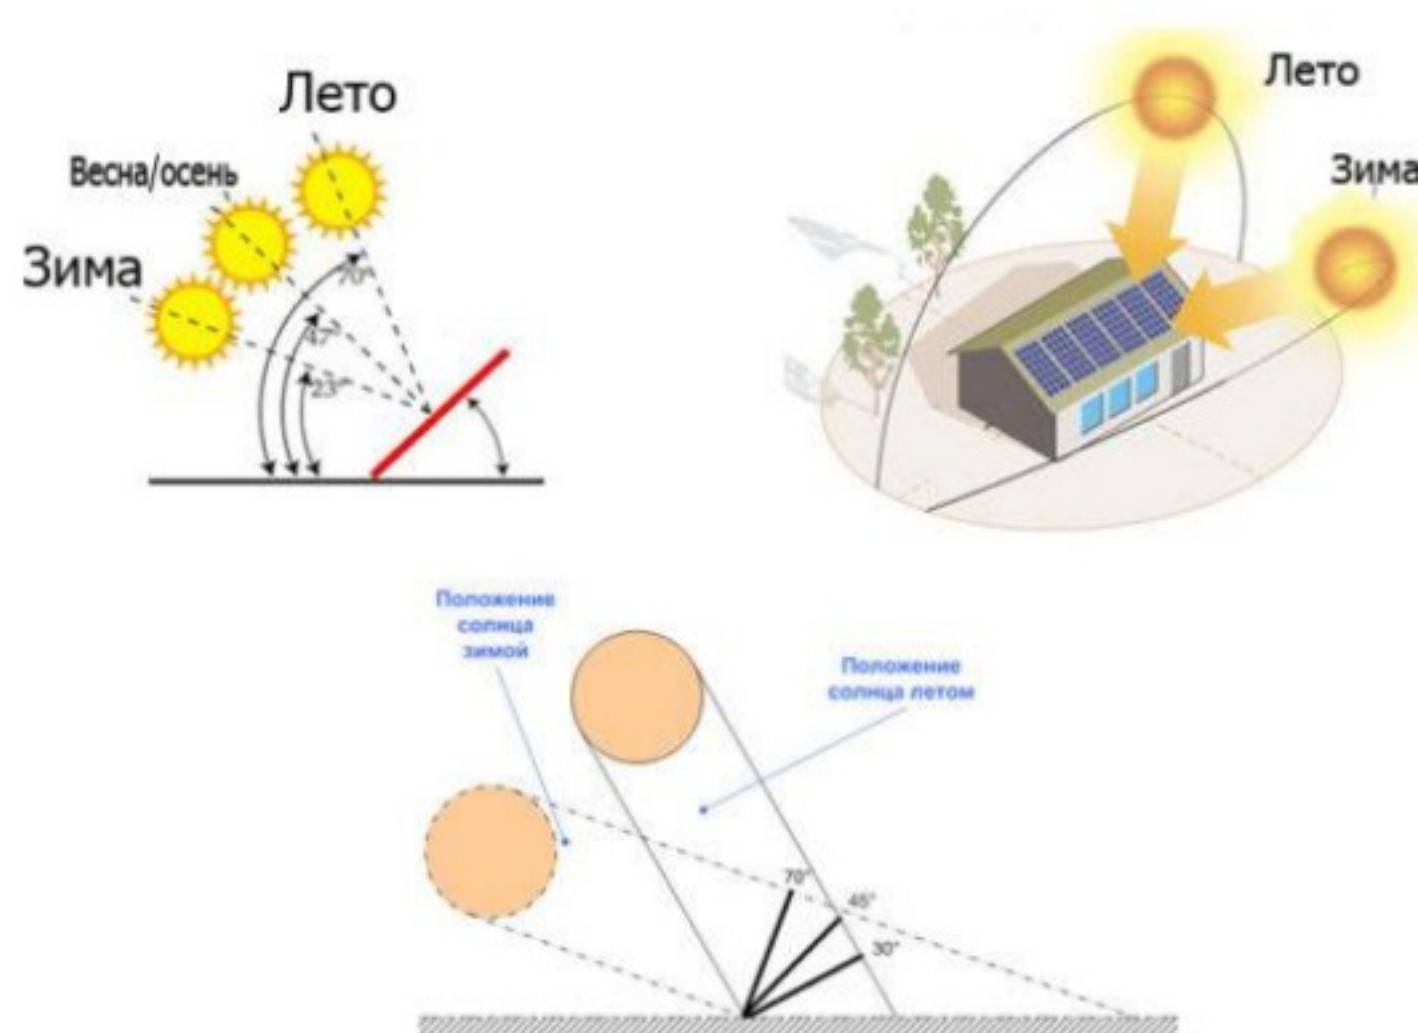 Лето
Весна/осень
Зима
70°
47°
23°
Лето
Зима
Положение
солнца
зимой
Положение
солнца летом
70°
45°
30°